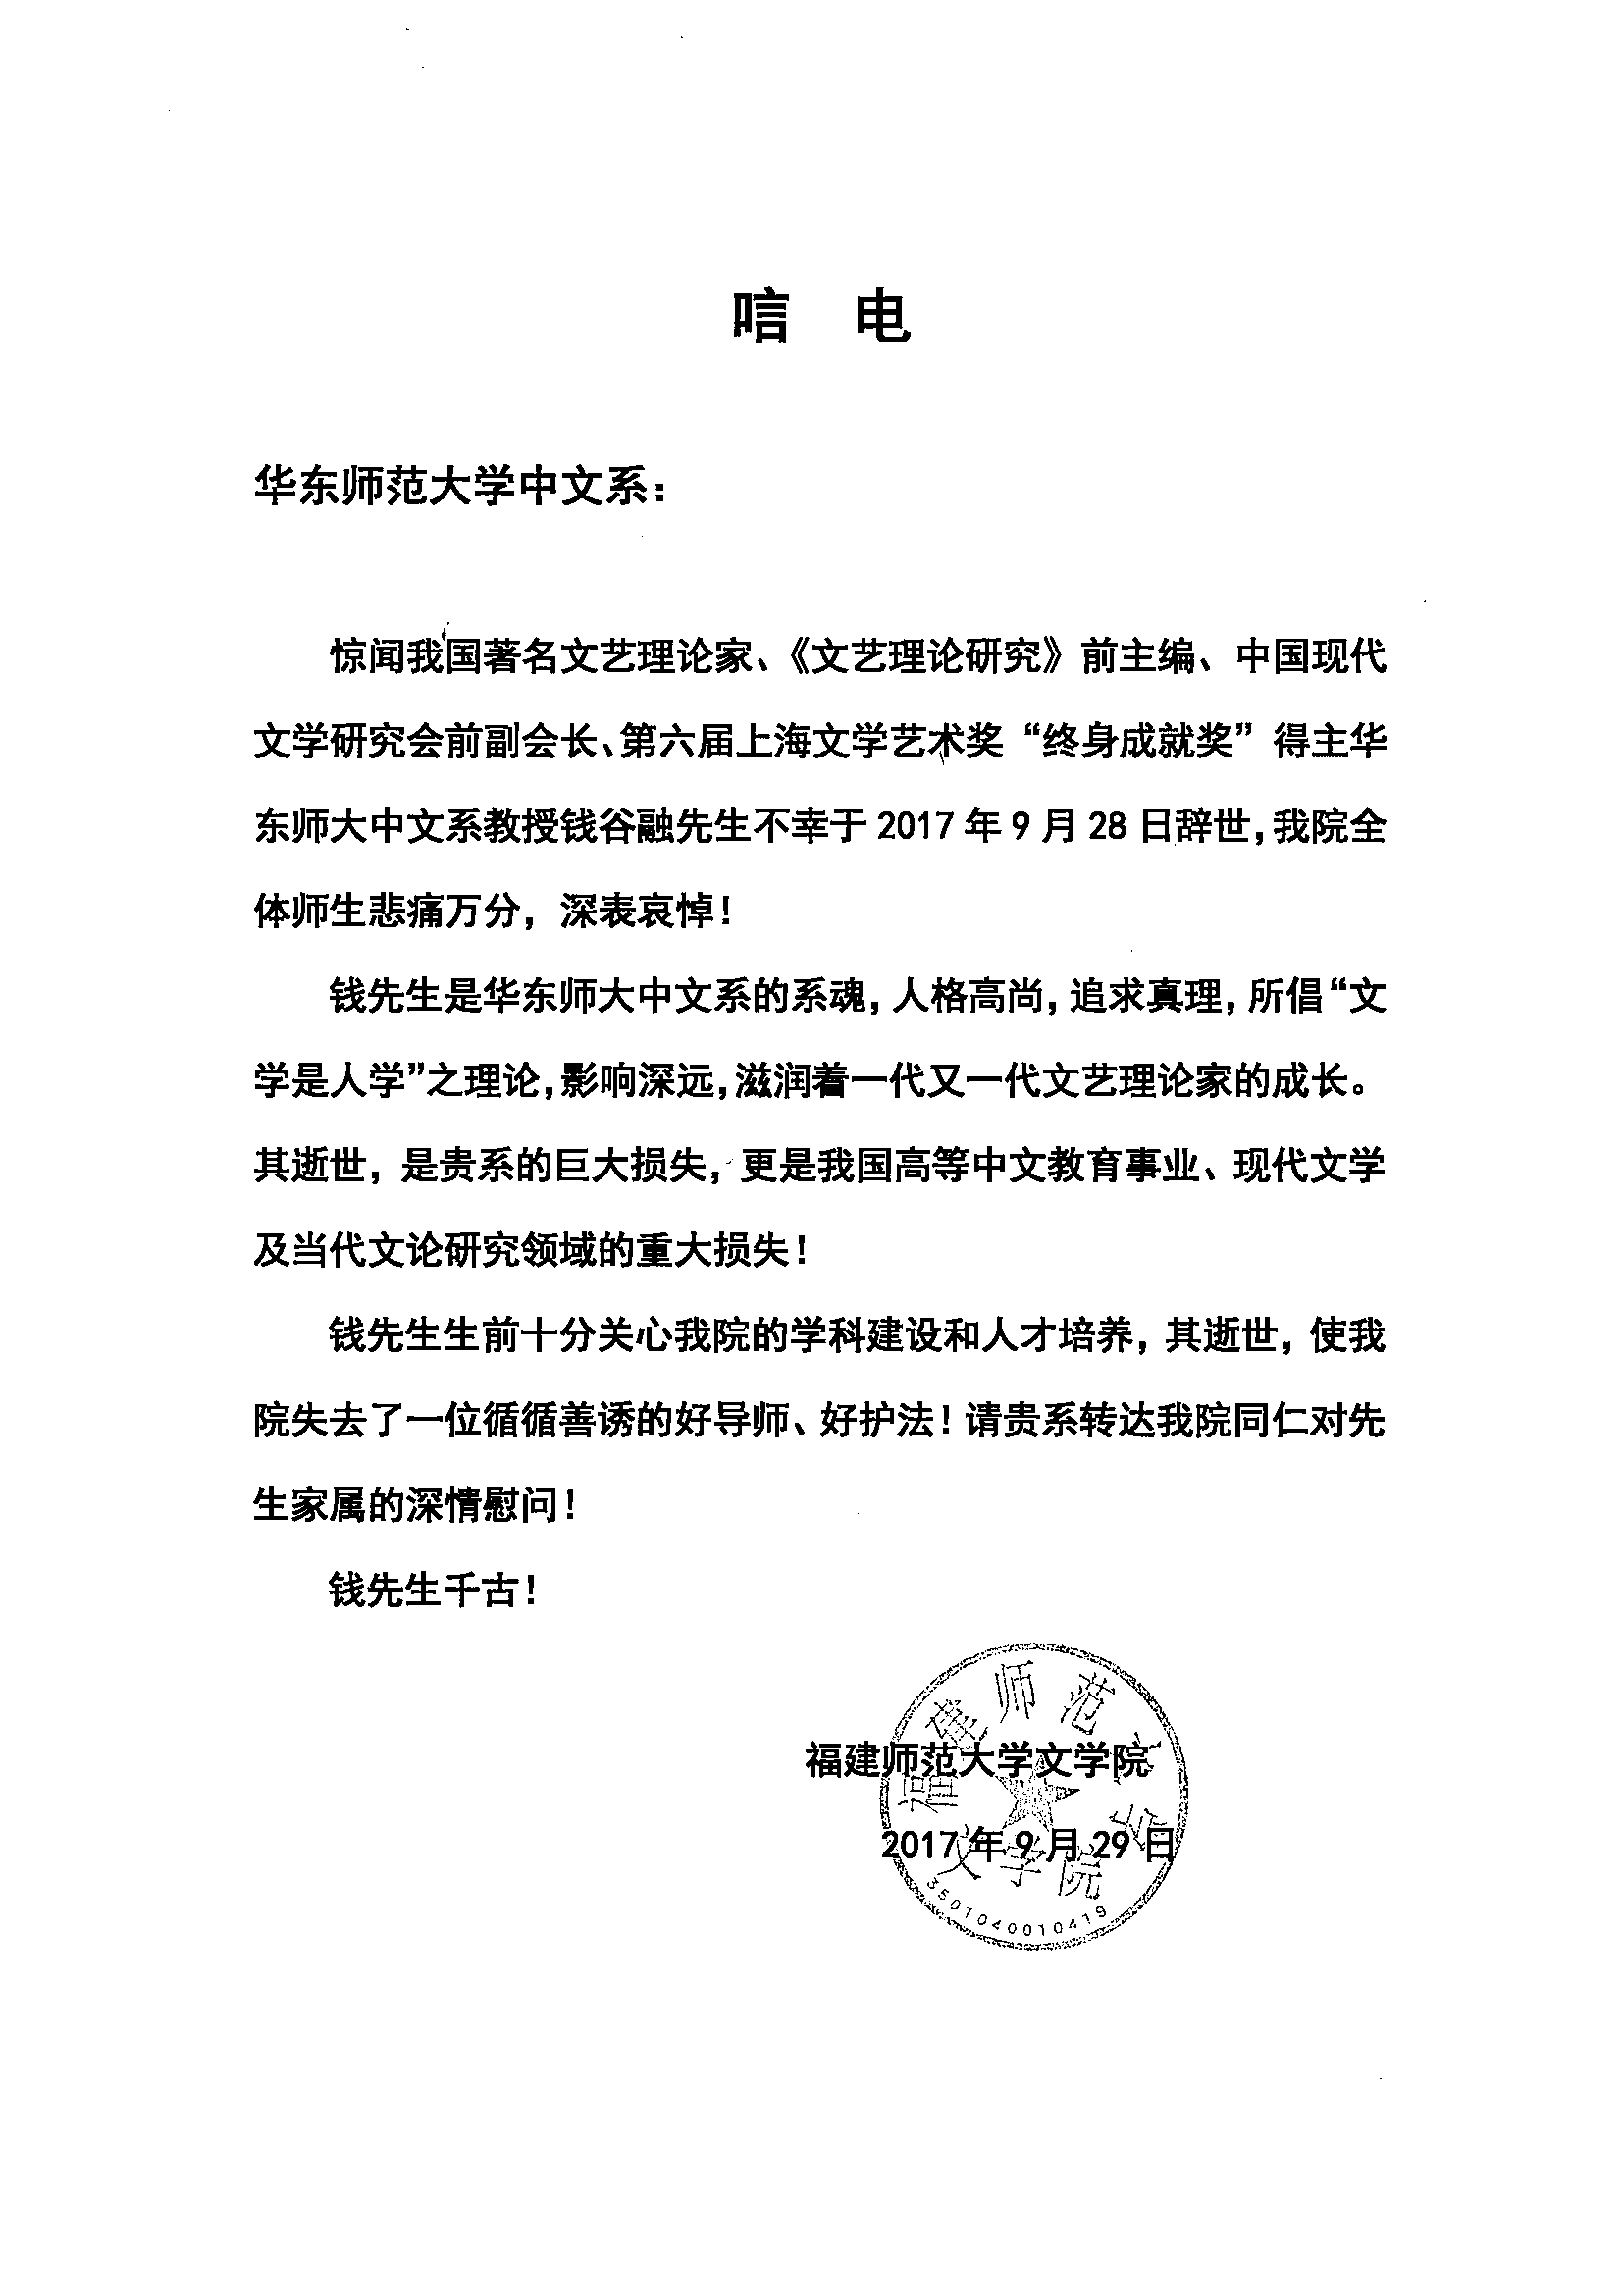 唁 电
华东师范大学中文系：
惊闻我国著名文艺理论家、《文艺理论研究》前主编、中国现代
文学研究会前副会长、第六届上海文学艺术奖“终身成就奖”得主华
东师大中文系教授钱谷融先生不幸于 2017 年 9 月 28 日辞世，我院全
体师生悲痛万分，深表哀悼！
钱先生是华东师大中文系的系魂，人格高尚，追求真理，所倡“文
学是人学”之理论，影响深远，滋润着一代又一代文艺理论家的成长。
其逝世，是贵系的巨大损失，更是我国高等中文教育事业、现代文学
及当代文论研究领域的重大损失！
钱先生生前十分关心我院的学科建设和人才培养，其逝世，使我
院失去了一位循循善诱的好导师、好护法！请贵系转达我院同仁对先
生家属的深情慰问！
钱先生千古！
福建师范大学文学院
2017 年 9 月 29 日
福建师范大学
文学院
3501040010419